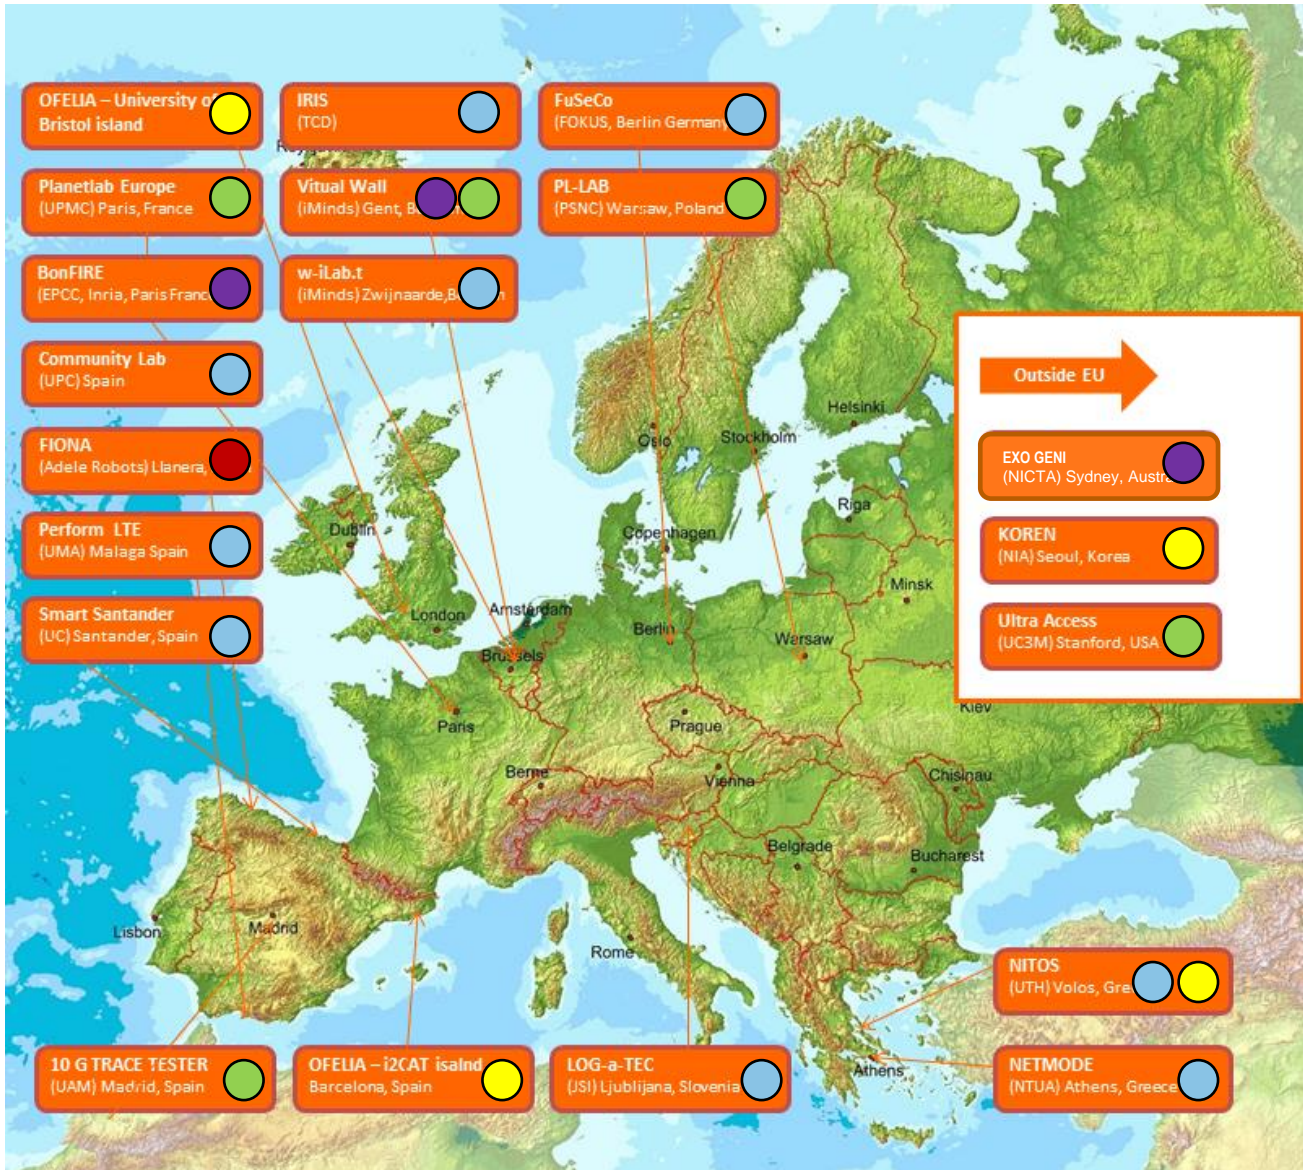 OFELIA – University of
Bristol island
IRIS
(TCD)
FuSeCo
(FOKUS, Berlin German
Planetlab Europe
(UPMC) Paris, France
Vitual Wall
(iMinds) Gent,
PL-LAB
(PSNC) Warsaw, Poland
BonFIRE
(EPCC, Inria, Paris Franc
w-iLab.t
(iMinds) Zwijnaarde,
Community Lab
(UPC) Spain
FIONA
(Adele Robots) Llanera,
Perform LTE
(UMA) Malaga Spain
Smart Santander
(UC) Santander, Spain
Outside EU
EXO GENI
(NICTA) Sydney, Austra
KOREN
(NIA) Seoul, Korea
Ultra Access
(UC3M) Stanford, USA
Helsinki
Oslo
Stockholm
Riga
Dublin
Copenhagen
Minsk
London
Amsterdam
Berlin
Warsaw
Brussels
Paris
Prague
Kiev
Berne
Vienna
Chisinau
Belgrade
Bucharest
Lisbon
Madrid
Rome
Athens
NITOS
(UTH) Volos, Gre
10 G TRACE TESTER
(UAM) Madrid, Spain
OFELIA – i2CAT isalnd
Barcelona, Spain
LOG-a-TEC
(JSI) Ljublijana, Slovenia
NETMODE
(NTUA) Athens, Greece